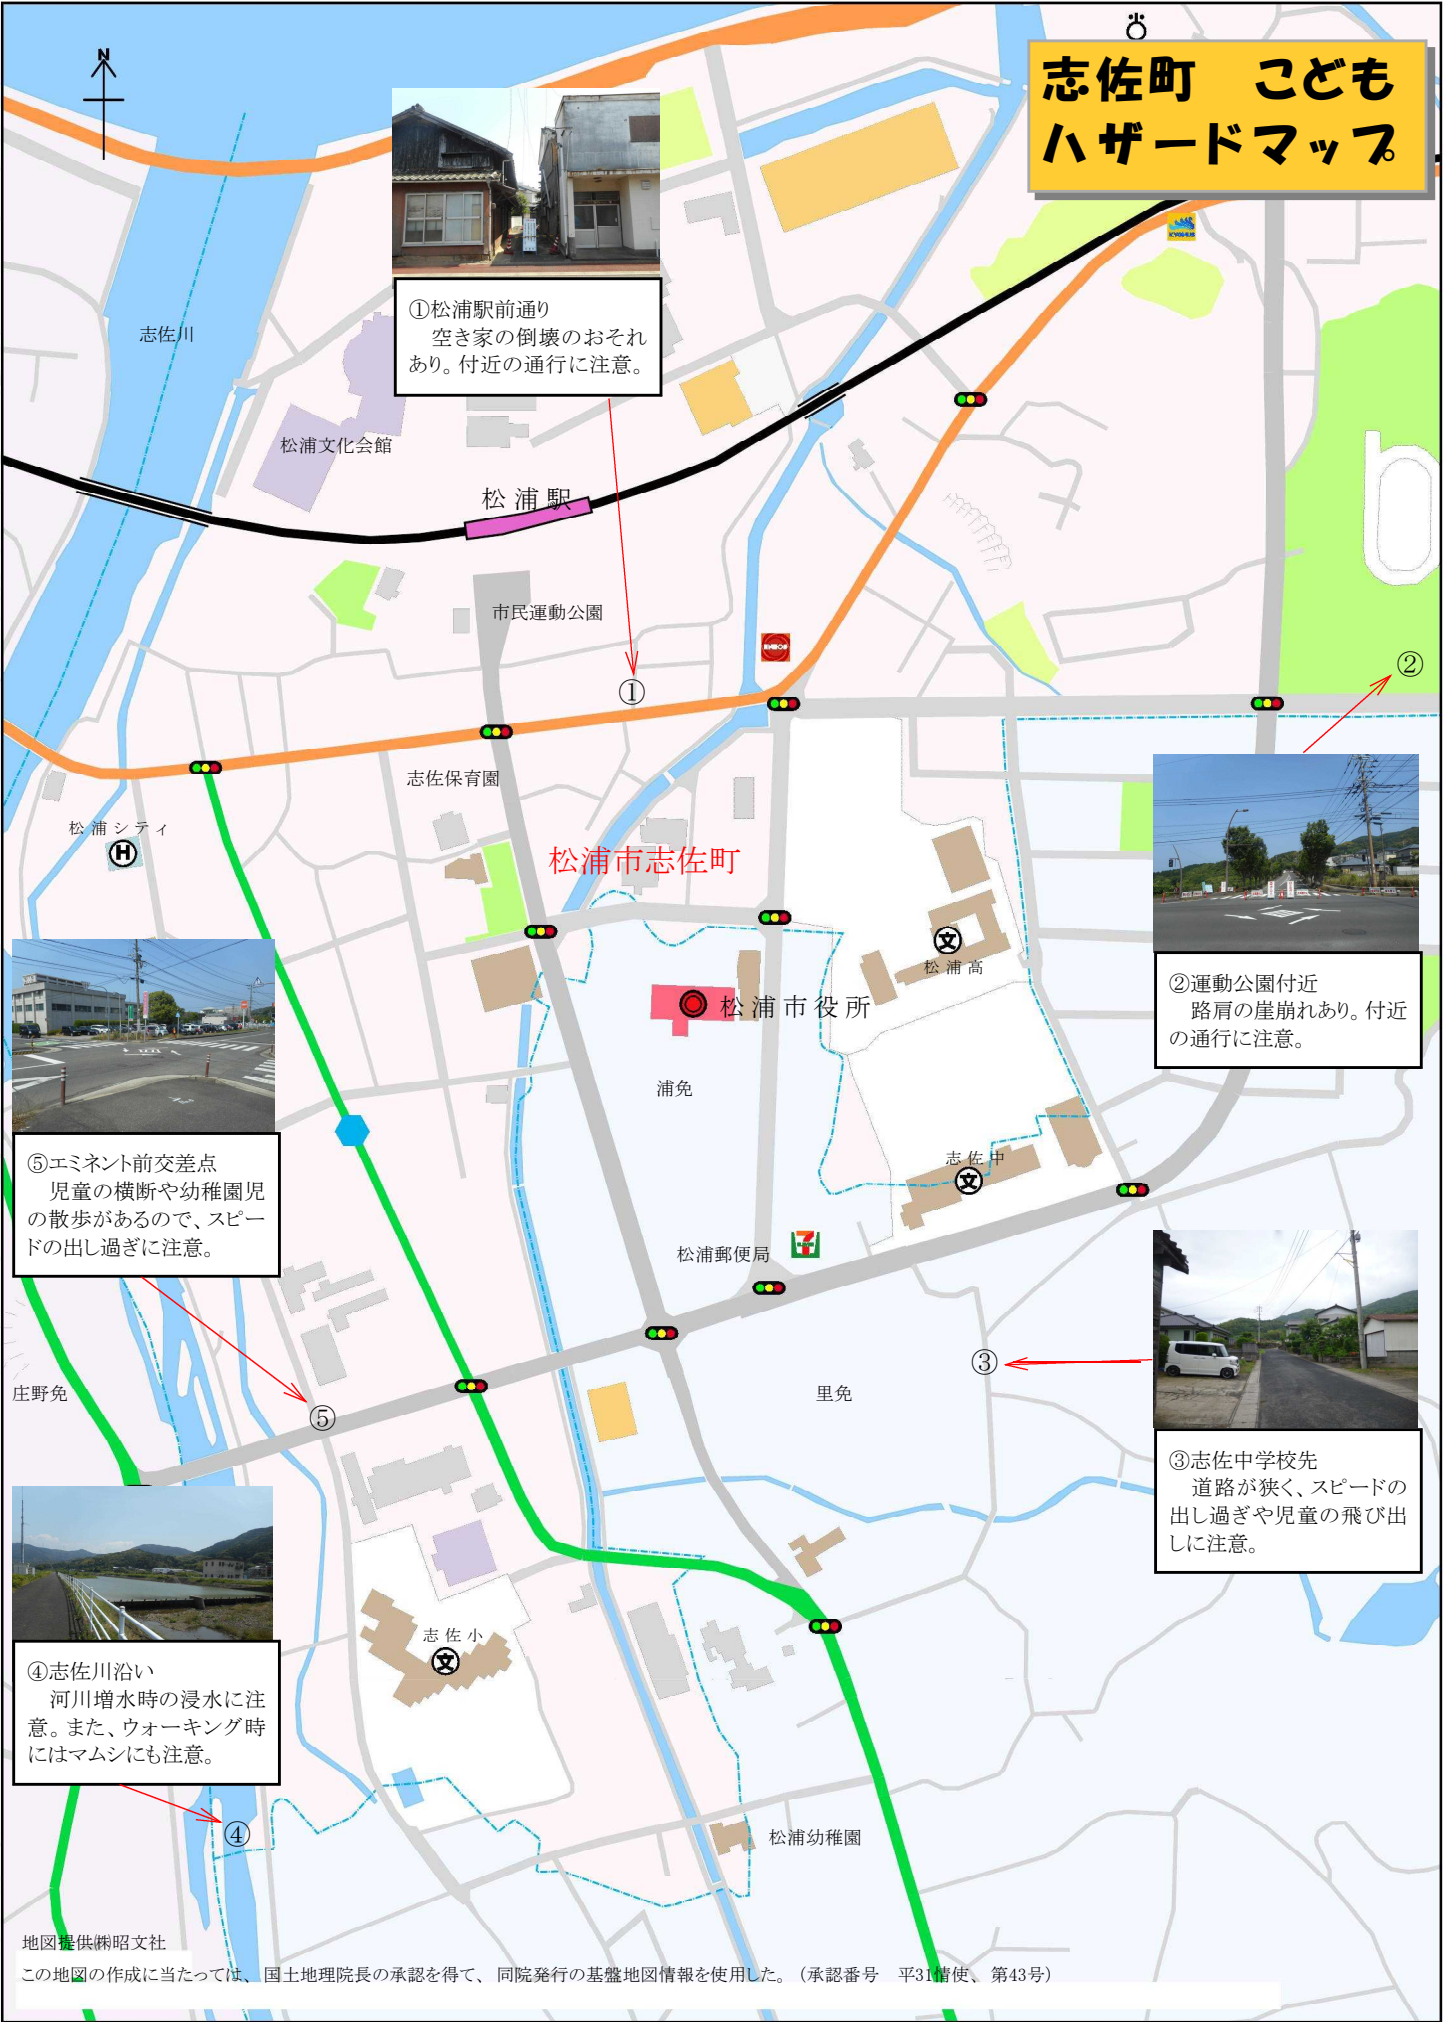 志佐町　こども
ハザードマップ
N
①松浦駅前通り
空き家の倒壊のおそれ
あり。付近の通行に注意。
志佐川
松浦文化会館
松浦駅
市民運動公園
①
②
志佐保育園
松浦シティ
H
松浦市志佐町
文
松浦高
松浦市役所
②運動公園付近
路肩の崖崩れあり。付近
の通行に注意。
浦免
⑤エミネント前交差点
児童の横断や幼稚園児
の散歩があるので、スピー
ドの出し過ぎに注意。
志佐中
文
松浦郵便局
7
③
庄野免
里免
⑤
③志佐中学校先
道路が狭く、スピードの
出し過ぎや児童の飛び出
しに注意。
志佐小
文
④志佐川沿い
河川増水時の浸水に注
意。また、ウォーキング時
にはマムシにも注意。
④
松浦幼稚園
地図提供㈱昭文社
この地図の作成に当たっては、国土地理院長の承認を得て、同院発行の基盤地図情報を使用した。（承認番号　平31情使、第43号）